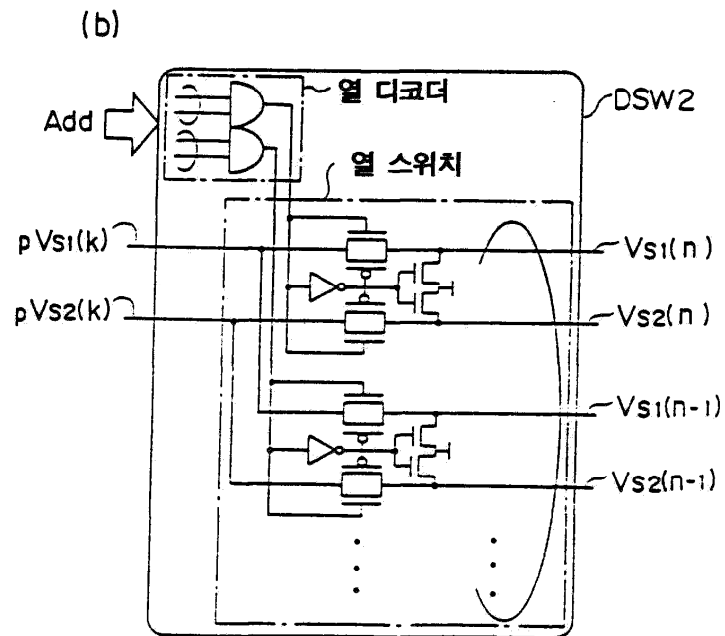 (b)
열 디코더
DSW2
Add
열 스위치
pVs1(k)
Vs1(n)
pVs2(k)
Vs2(n)
Vs1(n-1)
Vs2(n-1)